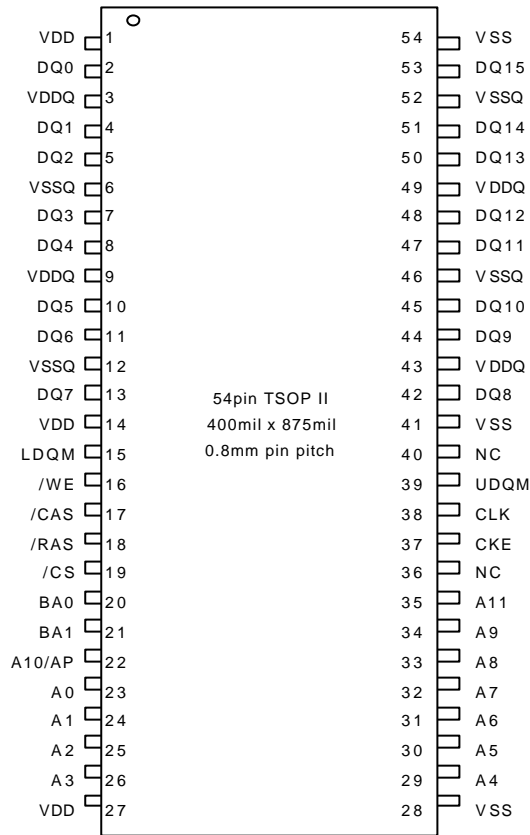 VDD 1 54 VSS
DQ0 2 53 DQ15
VDDQ 3 52 VSSQ
DQ1 4 51 DQ14
DQ2 5 50 DQ13
VSSQ 6 49 VDDQ
DQ3 7 48 DQ12
DQ4 8 47 DQ11
VDDQ 9 46 VSSQ
DQ5 10 45 DQ10
DQ6 11 44 DQ9
VSSQ 12 43 VDDQ
DQ7 13 54pin TSOP II 42 DQ8
VDD 14 400mil x 875mil 41 VSS
LDQM 15 0.8mm pin pitch 40 NC
/WE 16 39 UDQM
/CAS 17 38 CLK
/RAS 18 37 CKE
/CS 19 36 NC
BA0 20 35 A11
BA1 21 34 A9
A10/AP 22 33 A8
A0 23 32 A7
A1 24 31 A6
A2 25 30 A5
A3 26 29 A4
VDD 27 28 VSS